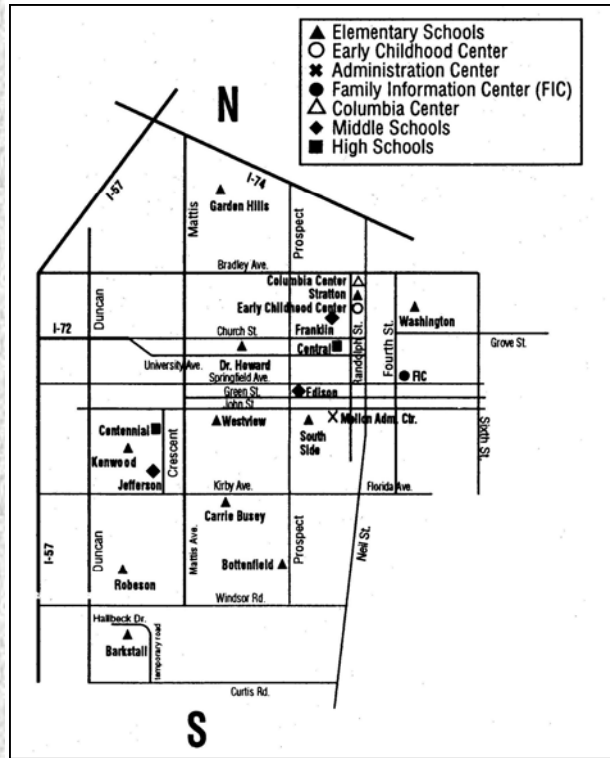 Elementary Schools
Early Childhood Center
Administration Center
Family Information Center (FIC)
Columbia Center
Middle Schools
High Schools
N
I-57
I-74
Garden Hills
Mattis
Prospect
Bradley Ave.
Columbia Center
Stratton
Early Childhood Center
Duncan
Washington
Franklin
I-72
Church St.
Central
Randolph St.
Fourth St.
Grove St.
University Ave.
Dr. Howard
Springfield Ave.
FIC
Green St.
Edison
John St.
Centennial
Westview
South
Side
Mellon Adm. Ctr.
Crescent
Kenwood
Jefferson
Sixth St.
Kirby Ave.
Florida Ave.
Carrie Busey
I-57
Duncan
Mattis Ave.
Prospect
Neil St.
Bottenfield
Robeson
Windsor Rd.
Hallbeck Dr.
Barkstall
temporary road
Curtis Rd.
S